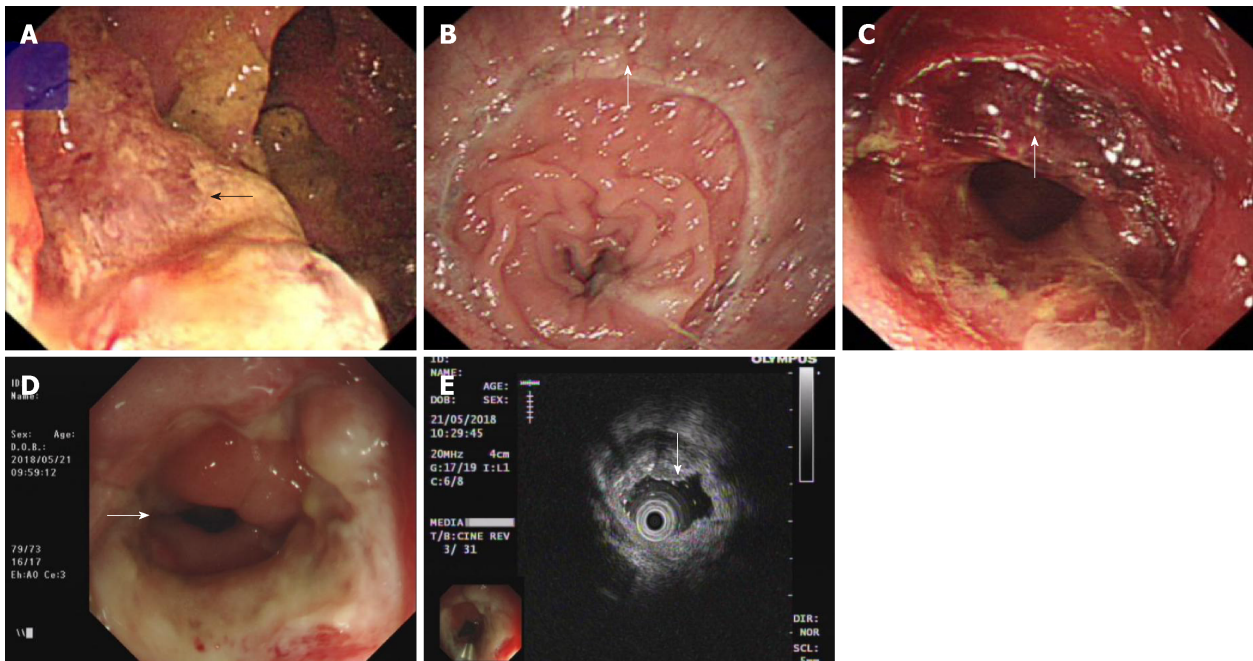 A
B
C
D
ID
Name:
Sex: Age:
D.O.B.:
2018/05/21
09:59:12
79/73
16/17
Eh:A0 Ce:3
\\
E
OLYMPUS
ID:
NAME:
AGE:
DOB: SEX:
21/05/2018
10:29:45
20MHz 4cm
G:17/19 I:L1
C:6/8
MEDIA
T/B:CINE REV
3/ 31
DIR:
NOR
SCL:
5mm